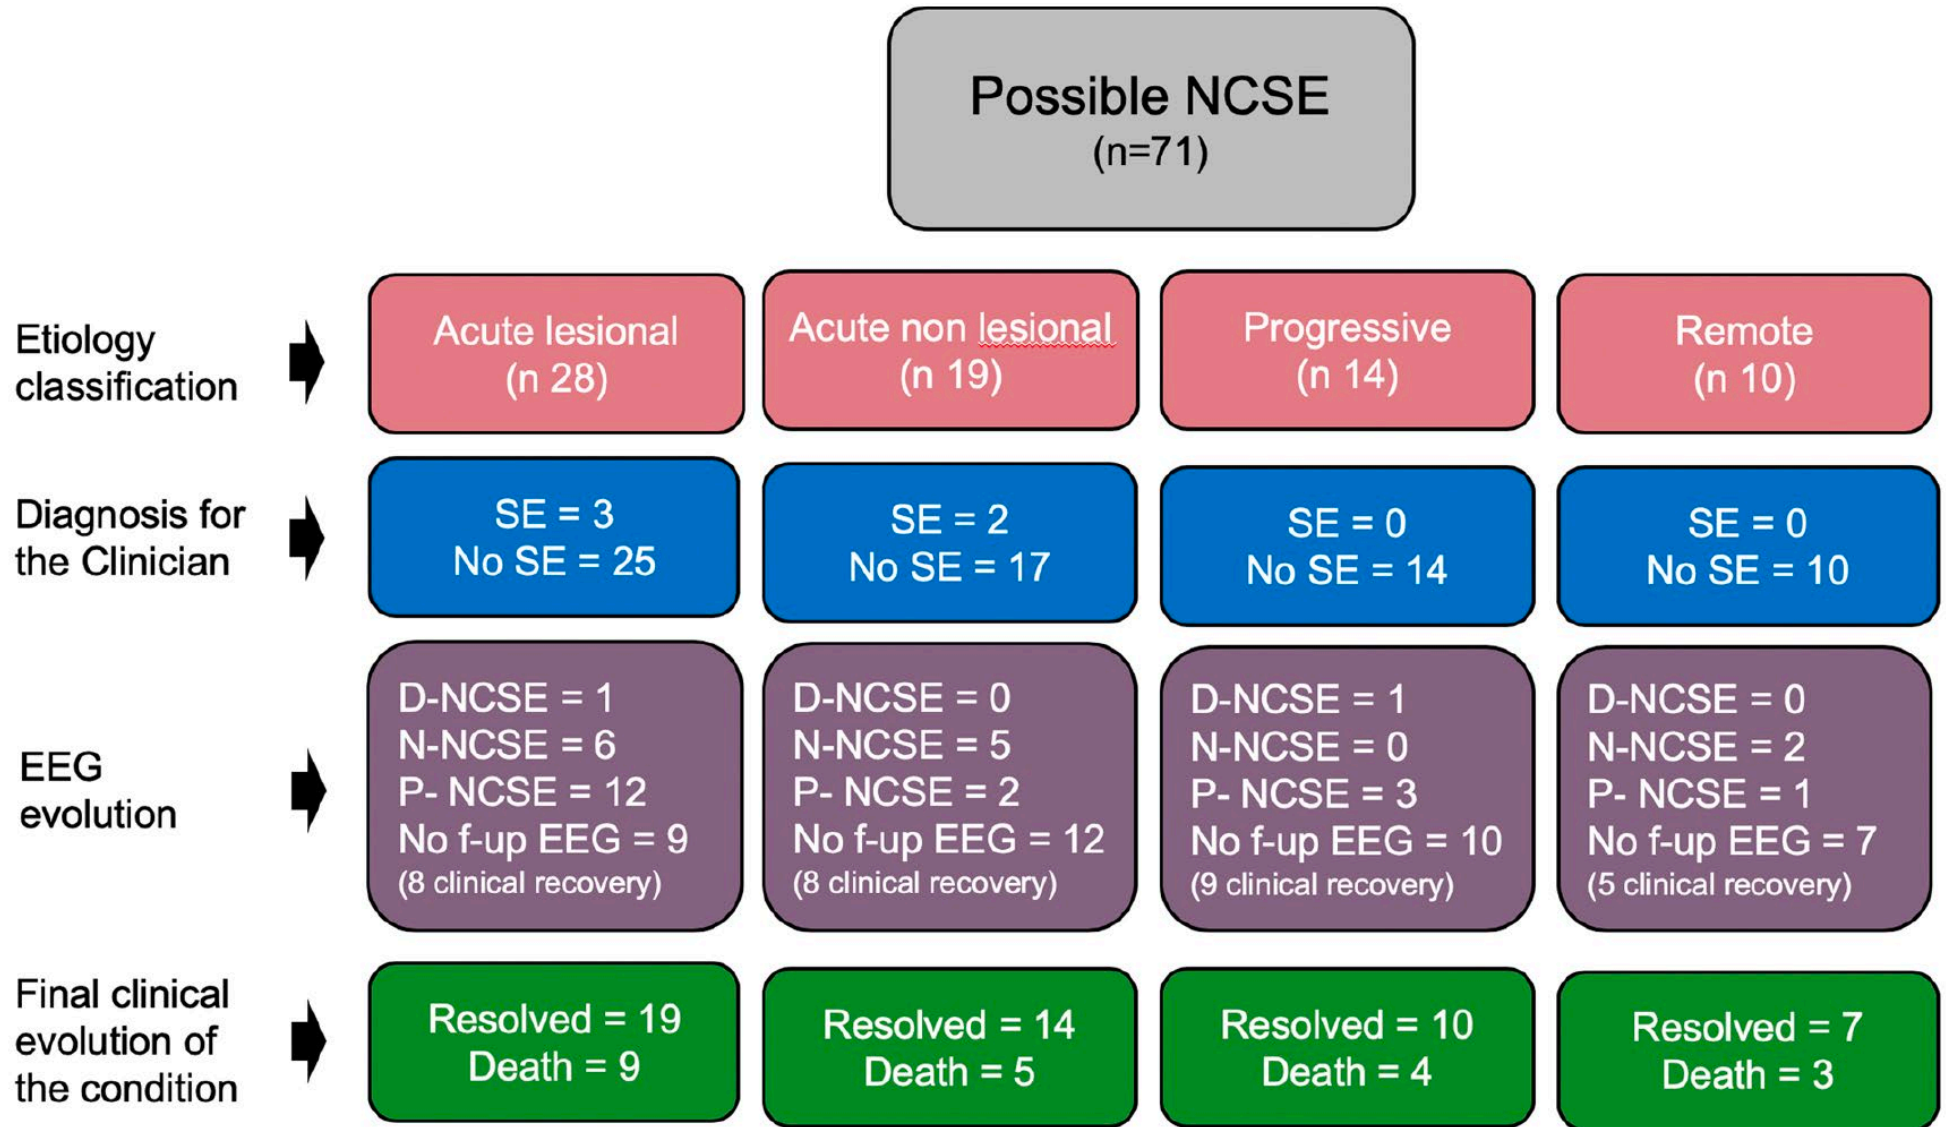 Possible NCSE
(n=71)
Etiology
classification
Acute lesional
(n 28)
Acute non lesional
(n 19)
Progressive
(n 14)
Remote
(n 10)
Diagnosis for
the Clinician
SE = 3
No SE = 25
SE = 2
No SE = 17
SE = 0
No SE = 14
SE = 0
No SE = 10
EEG
evolution
D-NCSE = 1
N-NCSE = 6
P- NCSE = 12
No f-up EEG = 9
(8 clinical recovery)
D-NCSE = 0
N-NCSE = 5
P- NCSE = 2
No f-up EEG = 12
(8 clinical recovery)
D-NCSE = 1
N-NCSE = 0
P- NCSE = 3
No f-up EEG = 10
(9 clinical recovery)
D-NCSE = 0
N-NCSE = 2
P- NCSE = 1
No f-up EEG = 7
(5 clinical recovery)
Final clinical
evolution of
the condition
Resolved = 19
Death = 9
Resolved = 14
Death = 5
Resolved = 10
Death = 4
Resolved = 7
Death = 3